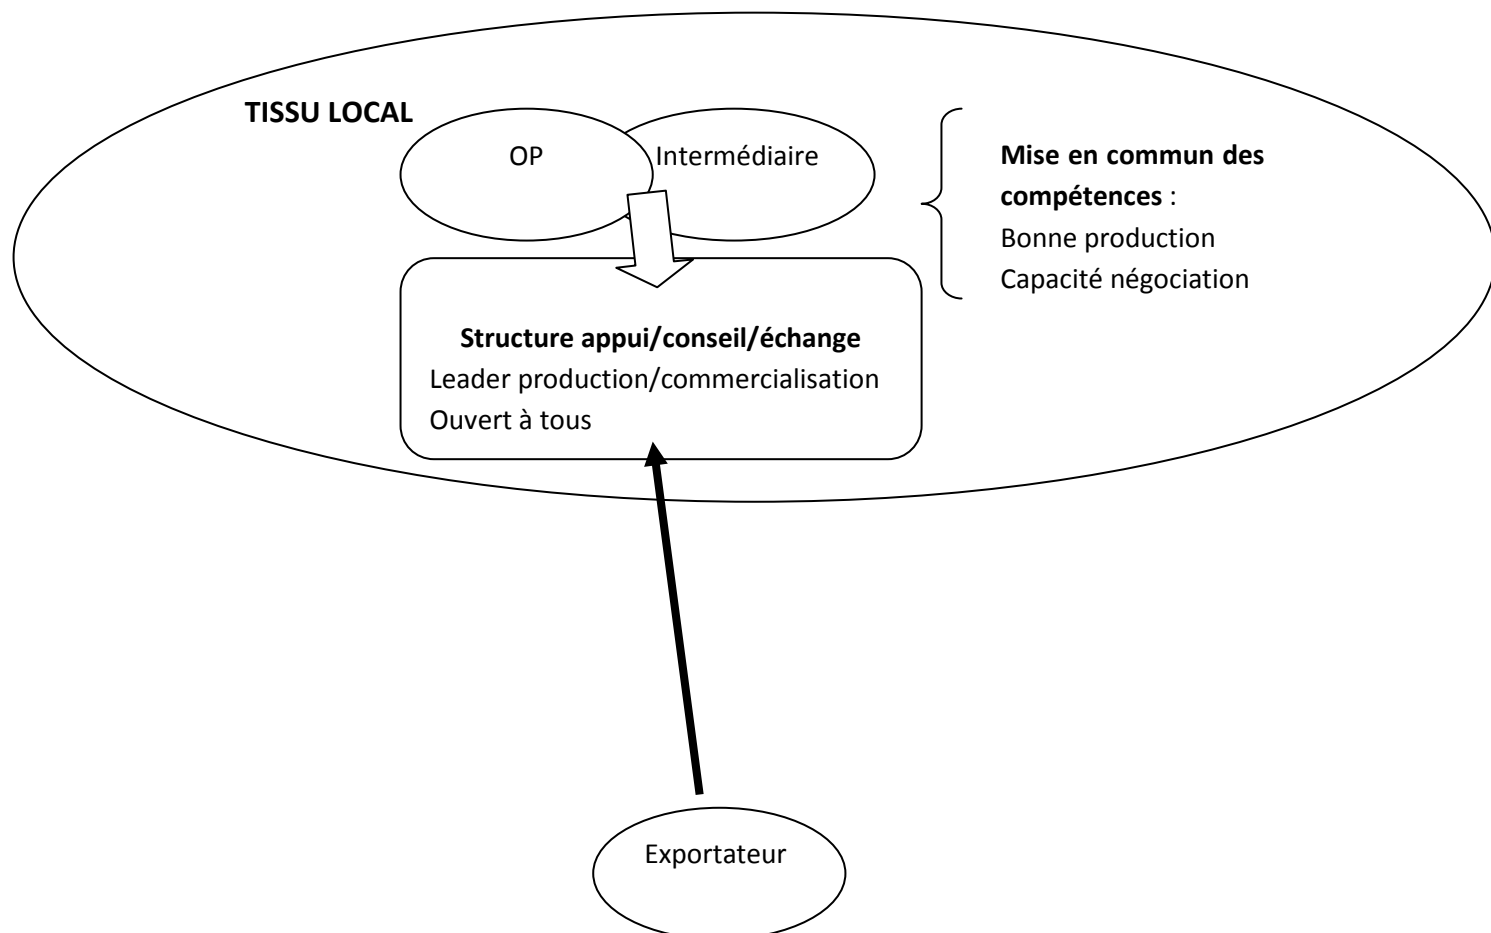 TISSU LOCAL
OP
Intermédiaire
Mise en commun des
compétences :
Bonne production
Capacité négociation
Structure appui/conseil/échange
Leader production/commercialisation
Ouvert à tous
Exportateur